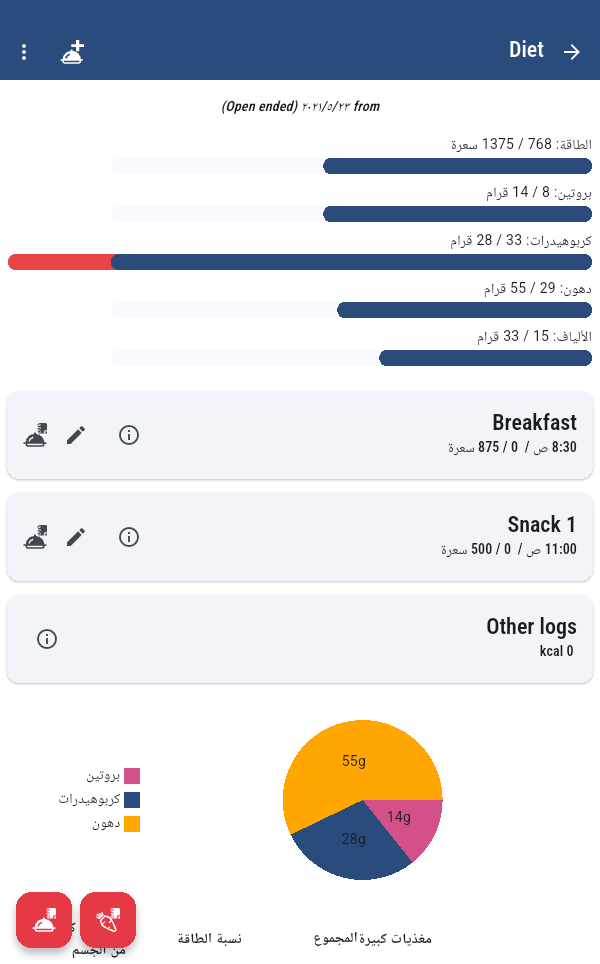 Diet
(Open ended) ٢٠٢١/٥/٢٣ from
الطاقة: 768 / 1375 سعرة
بروتين: 8 / 14 قرام
كربوهيدرات: 33 / 28 قرام
دهون: 29 / 55 قرام
الألياف: 15 / 33 قرام
Breakfast
8:30 ص / 0 / 875 سعرة
Snack 1
11:00 ص / 0 / 500 سعرة
Other logs
kcal 0
55g
14g
28g
بروتين
كربوهيدرات
دهون
مغذيات كبيرة المجموع نسبة الطاقة
من الجسم